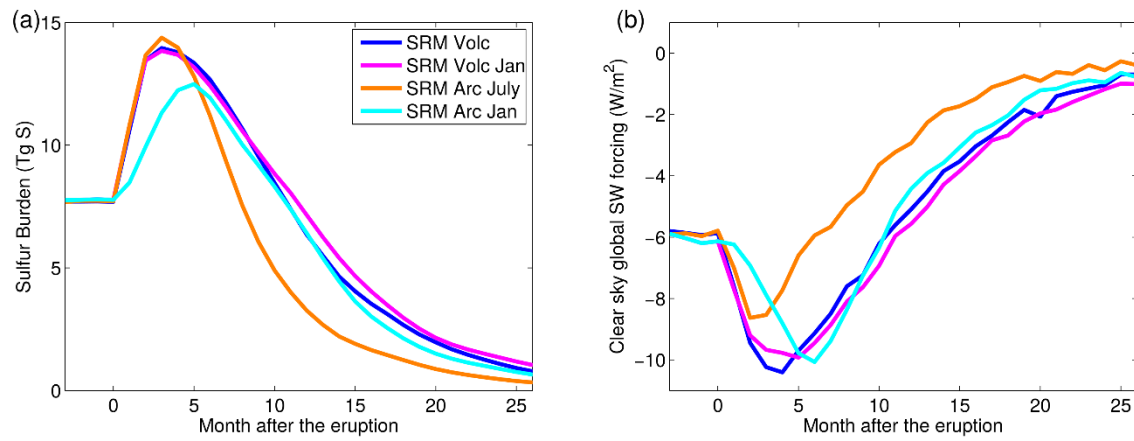 (a)
15
10
5
0
Sulfur Burden (Tg S)
0 5 10 15 20 25
Month after the eruption
SRM Volc
SRM Volc Jan
SRM Arc July
SRM Arc Jan
(b)
0
−2
−4
−6
−8
−10
Clear sky global SW forcing (W/m²)
0 5 10 15 20 25
Month after the eruption